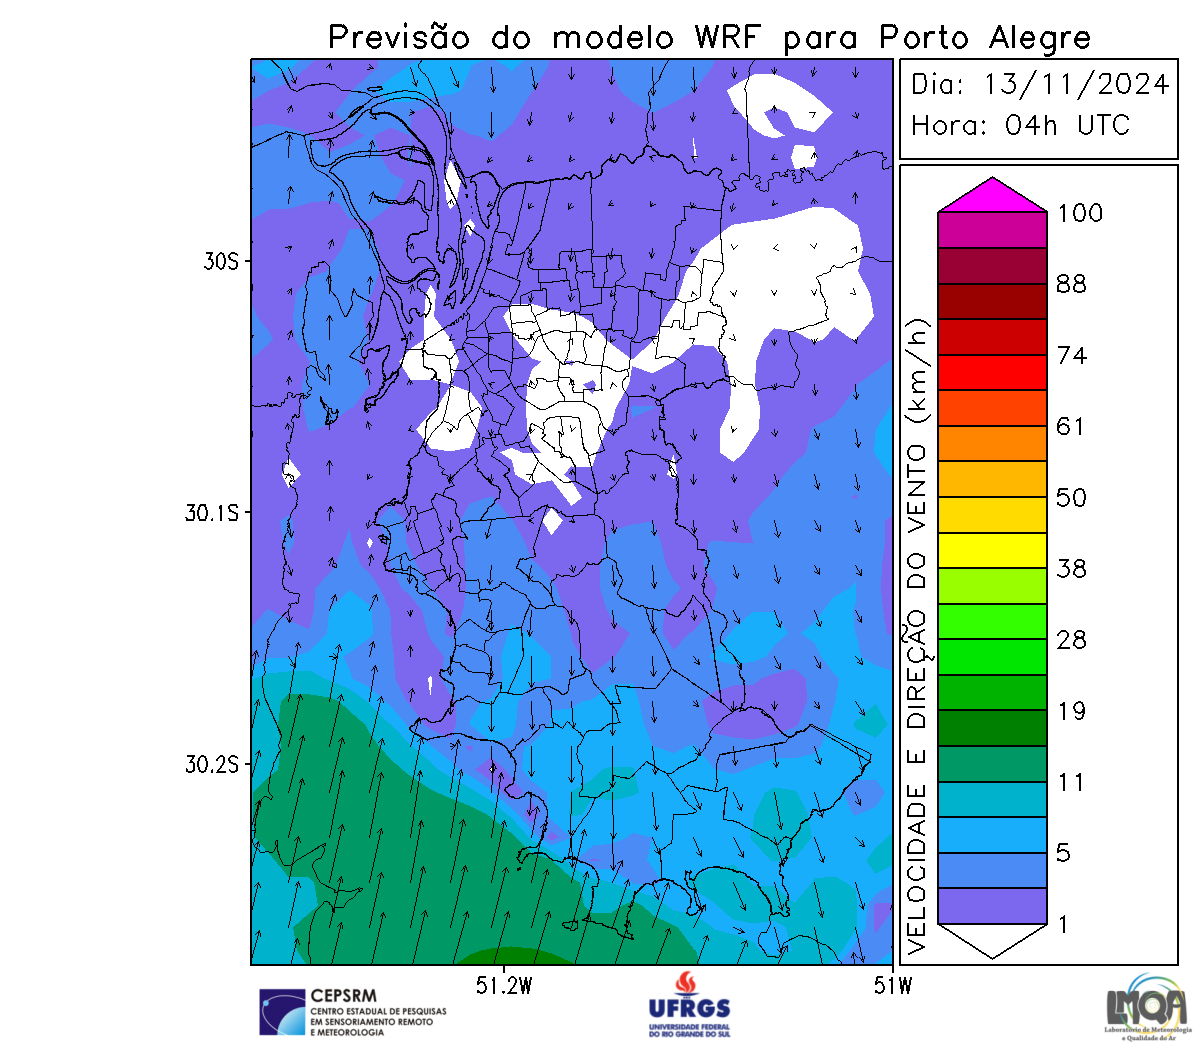 Previsão do modelo WRF para Porto Alegre
Dia: 13/11/2024
Hora: 04h UTC
100
88
74
61
50
38
28
19
11
5
1
VELOCIDADE E DIREÇÃO DO VENTO (km/h)
30S
30.1S
30.2S
51.2W
51W
CEPSRM
CENTRO ESTADUAL DE PESQUISAS
EM SENSORIAMENTO REMOTO
E METEOROLOGIA
UFRGS
UNIVERSIDADE FEDERAL
DO RIO GRANDE DO SUL
LMQA
Laboratório de Meteorologia
e Qualidade do Ar